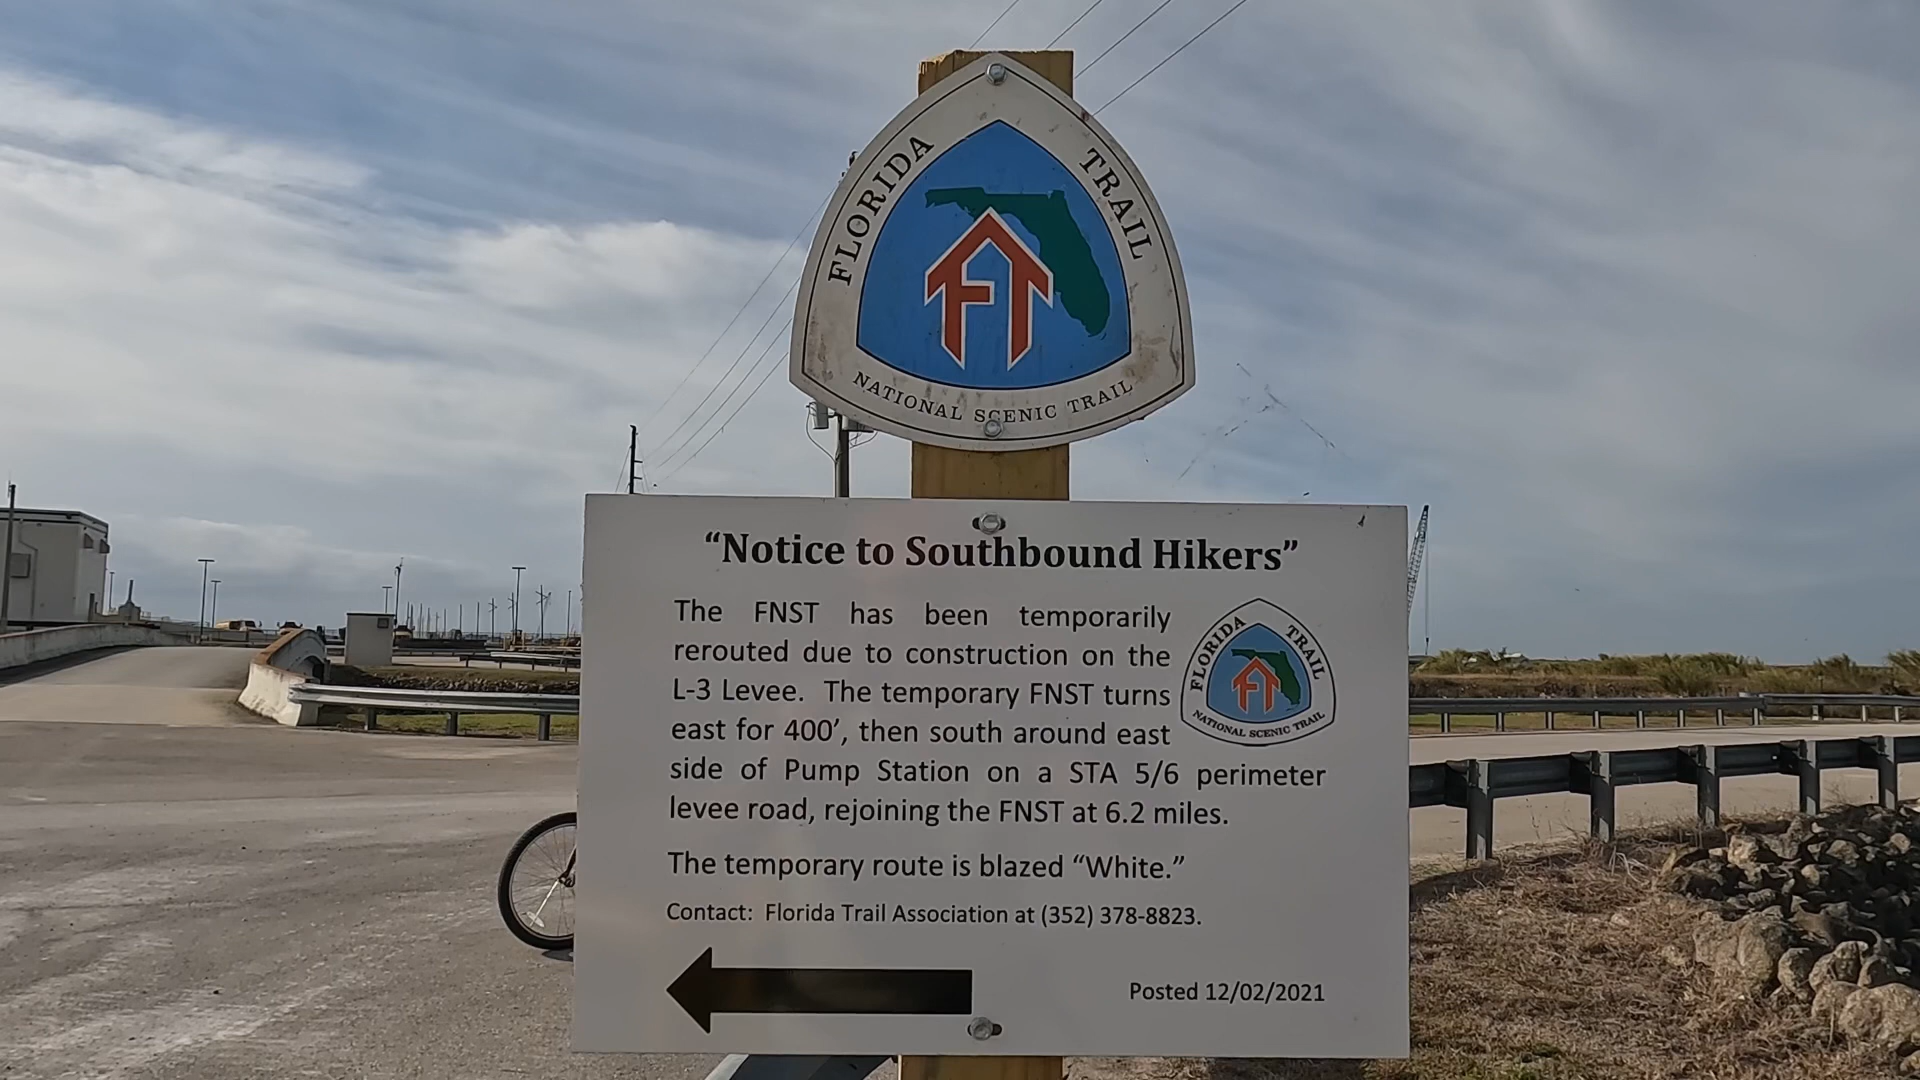 FLORIDA TRAIL
FT
NATIONAL SCENIC TRAIL
“Notice to Southbound Hikers”
The FNST has been temporarily
rerouted due to construction on the
L-3 Levee. The temporary FNST turns
east for 400’, then south around east
side of Pump Station on a STA 5/6 perimeter
levee road, rejoining the FNST at 6.2 miles.
FLORIDA TRAIL
FT
NATIONAL SCENIC TRAIL
The temporary route is blazed “White.”
Contact: Florida Trail Association at (352) 378-8823.
Posted 12/02/2021